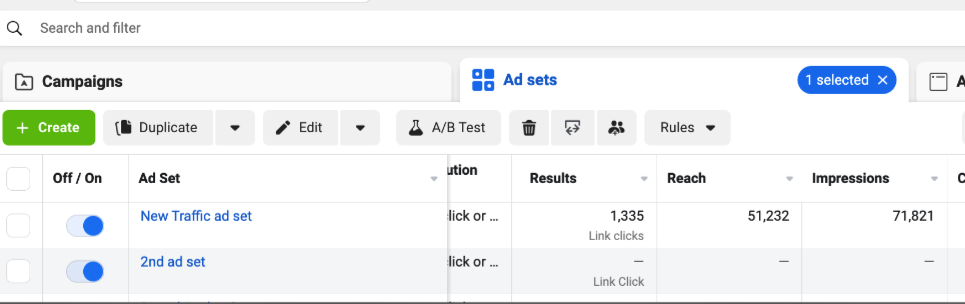 Search and filter
Campaigns
Ad sets
1 selected ×
A
+ Create
Duplicate
Edit
A/B Test
Rules
Off / On
Ad Set
ution
Results
Reach
Impressions
C
New Traffic ad set
click or ...
1,335
51,232
71,821
Link clicks
2nd ad set
click or ...
—
—
—
Link Click